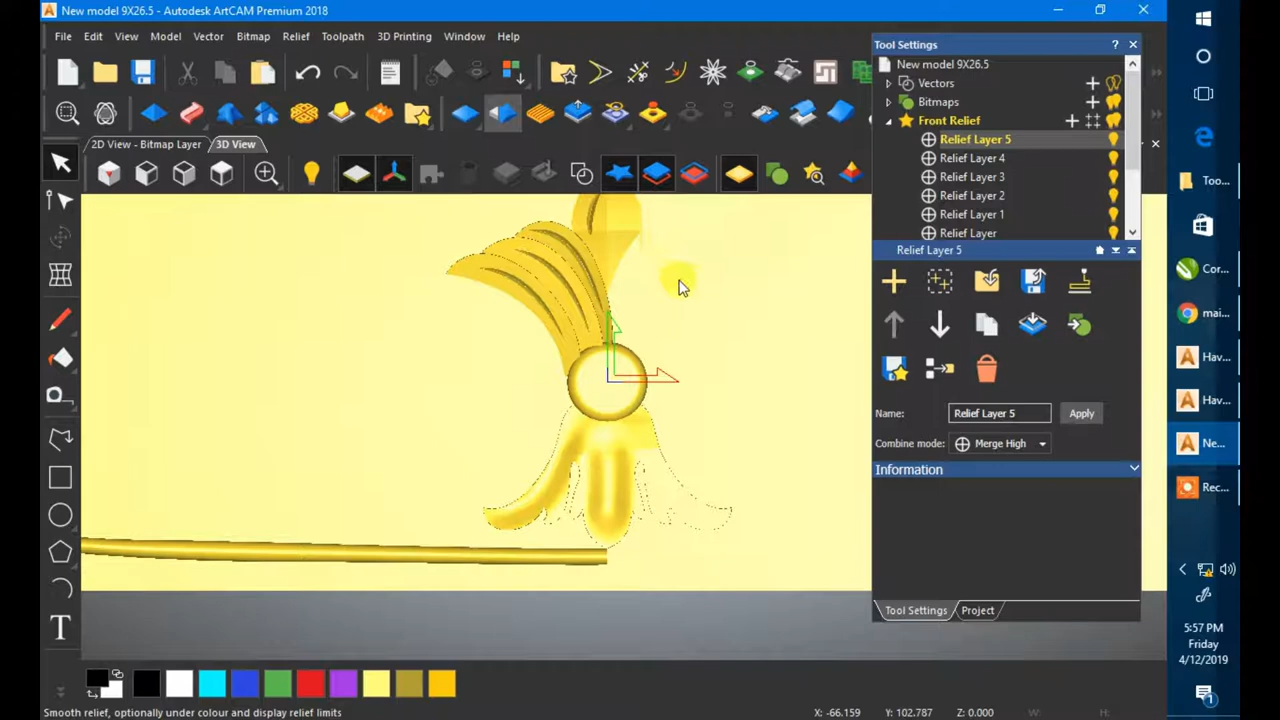 New model 9X26.5 - Autodesk ArtCAM Premium 2018
File Edit View Model Vector Bitmap Relief Toolpath 3D Printing Window Help
Tool Settings
New model 9X26.5
Vectors
Bitmaps
Front Relief
Relief Layer 5
Relief Layer 4
Relief Layer 3
Relief Layer 2
Relief Layer 1
Relief Layer
2D View - Bitmap Layer 3D View
Relief Layer 5
Name: Relief Layer 5 Apply
Combine mode: Merge High
Information
Tool Settings Project
T
Smooth relief, optionally under colour and display relief limits
X: -66.159 Y: 102.787 Z: 0.000 W: H:
Too...
Cor...
mai...
Hav...
Hav...
Ne...
Rec...
5:57 PM
Friday
4/12/2019
1